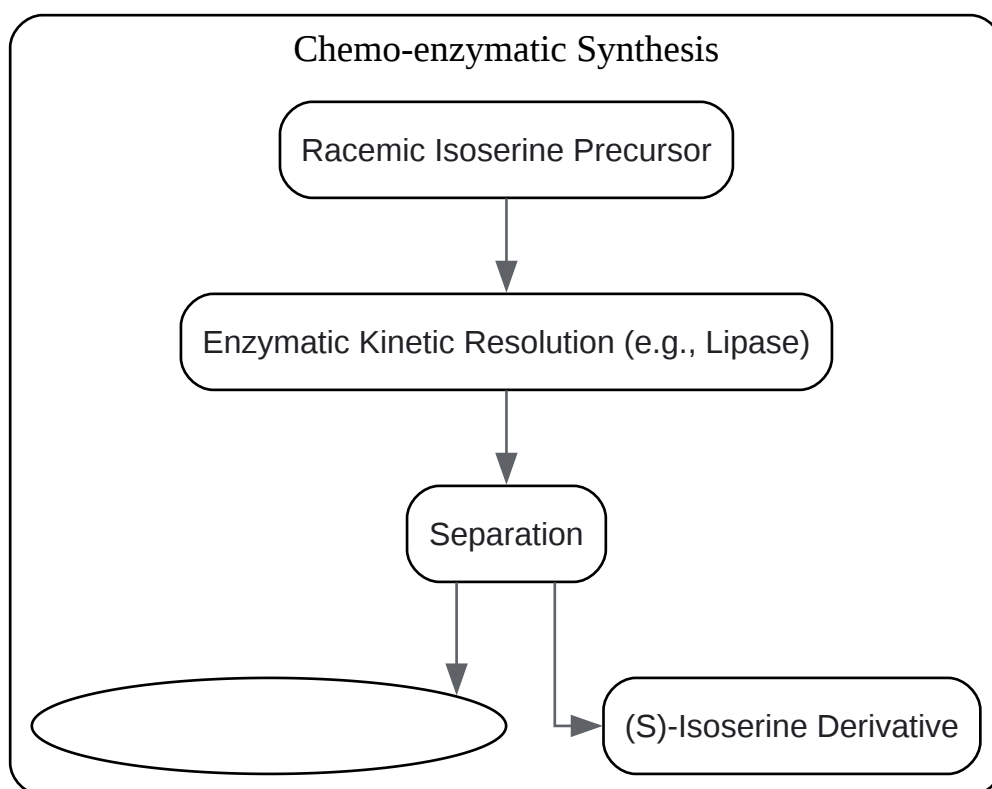 Chemo-enzymatic Synthesis
Racemic Isoserine Precursor
Enzymatic Kinetic Resolution (e.g., Lipase)
Separation
(S)-Isoserine Derivative